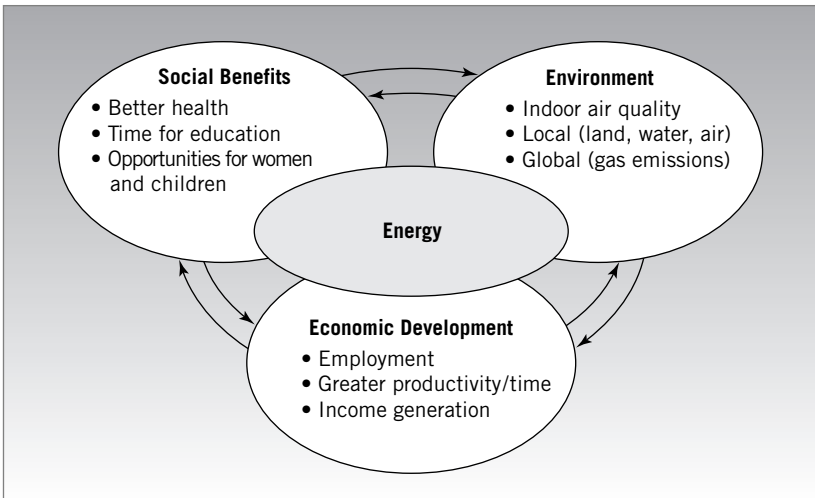 Social Benefits
• Better health
• Time for education
• Opportunities for women
and children
Environment
• Indoor air quality
• Local (land, water, air)
• Global (gas emissions)
Energy
Economic Development
• Employment
• Greater productivity/time
• Income generation